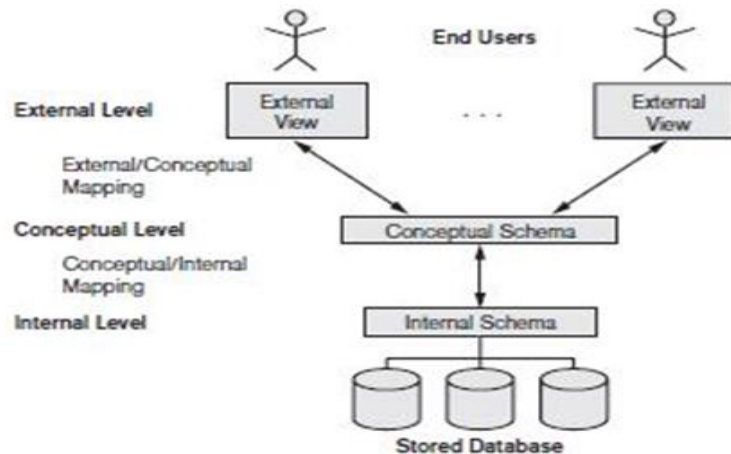 End Users
External Level
External
View
. . .
External
View
External/Conceptual
Mapping
Conceptual Level
Conceptual Schema
Conceptual/Internal
Mapping
Internal Level
Internal Schema
Stored Database